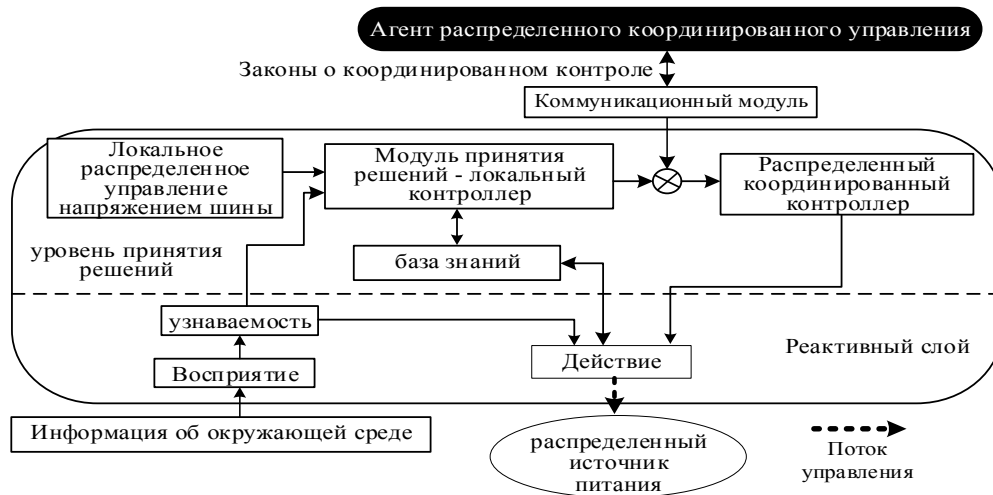 Агент распределенного координированного управления
Законы о координированном контроле
Коммуникационный модуль
Локальное
распределенное
управление
напряжением шины
Модуль принятия
решений - локальный
контроллер
Распределенный
координированный
контроллер
уровень принятия
решений
база знаний
узнаваемость
Восприятие
Действие
Реактивный слой
Информация об окружающей среде
распределенный
источник
питания
Поток
управления